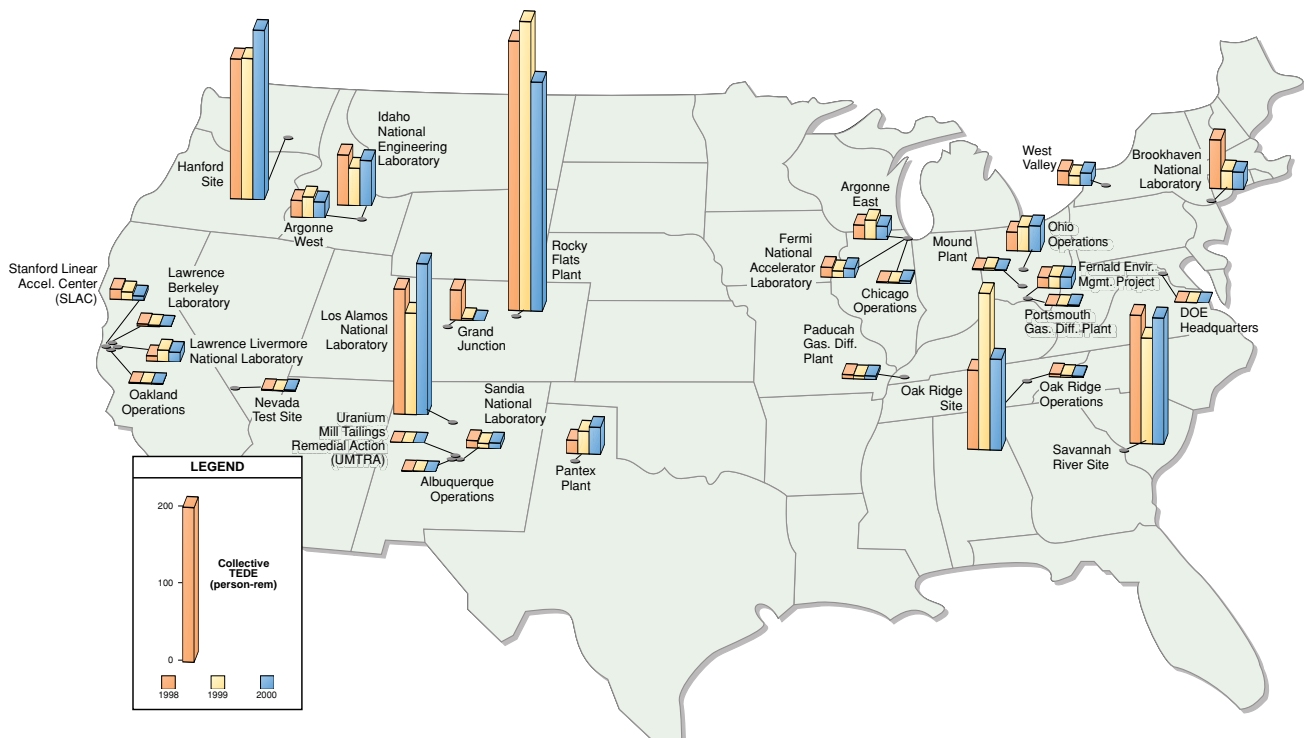 Hanford
Site
Idaho
National
Engineering
Laboratory
Argonne
West
Rocky
Flats
Plant
Stanford Linear
Accel. Center
(SLAC)
Lawrence
Berkeley
Laboratory
Lawrence Livermore
National Laboratory
Oakland
Operations
Nevada
Test Site
Los Alamos
National
Laboratory
Grand
Junction
Uranium
Mill Tailings
Remedial Action
(UMTRA)
Sandia
National
Laboratory
Albuquerque
Operations
Pantex
Plant
Argonne
East
Fermi
National
Accelerator
Laboratory
Chicago
Operations
Mound
Plant
West
Valley
Brookhaven
National
Laboratory
Ohio
Operations
Fernald Envir.
Mgmt. Project
Portsmouth
Gas. Diff. Plant
DOE
Headquarters
Paducah
Gas. Diff.
Plant
Oak Ridge
Site
Oak Ridge
Operations
Savannah
River Site
LEGEND
200
100
0
Collective
TEDE
(person-rem)
1998 1999 2000